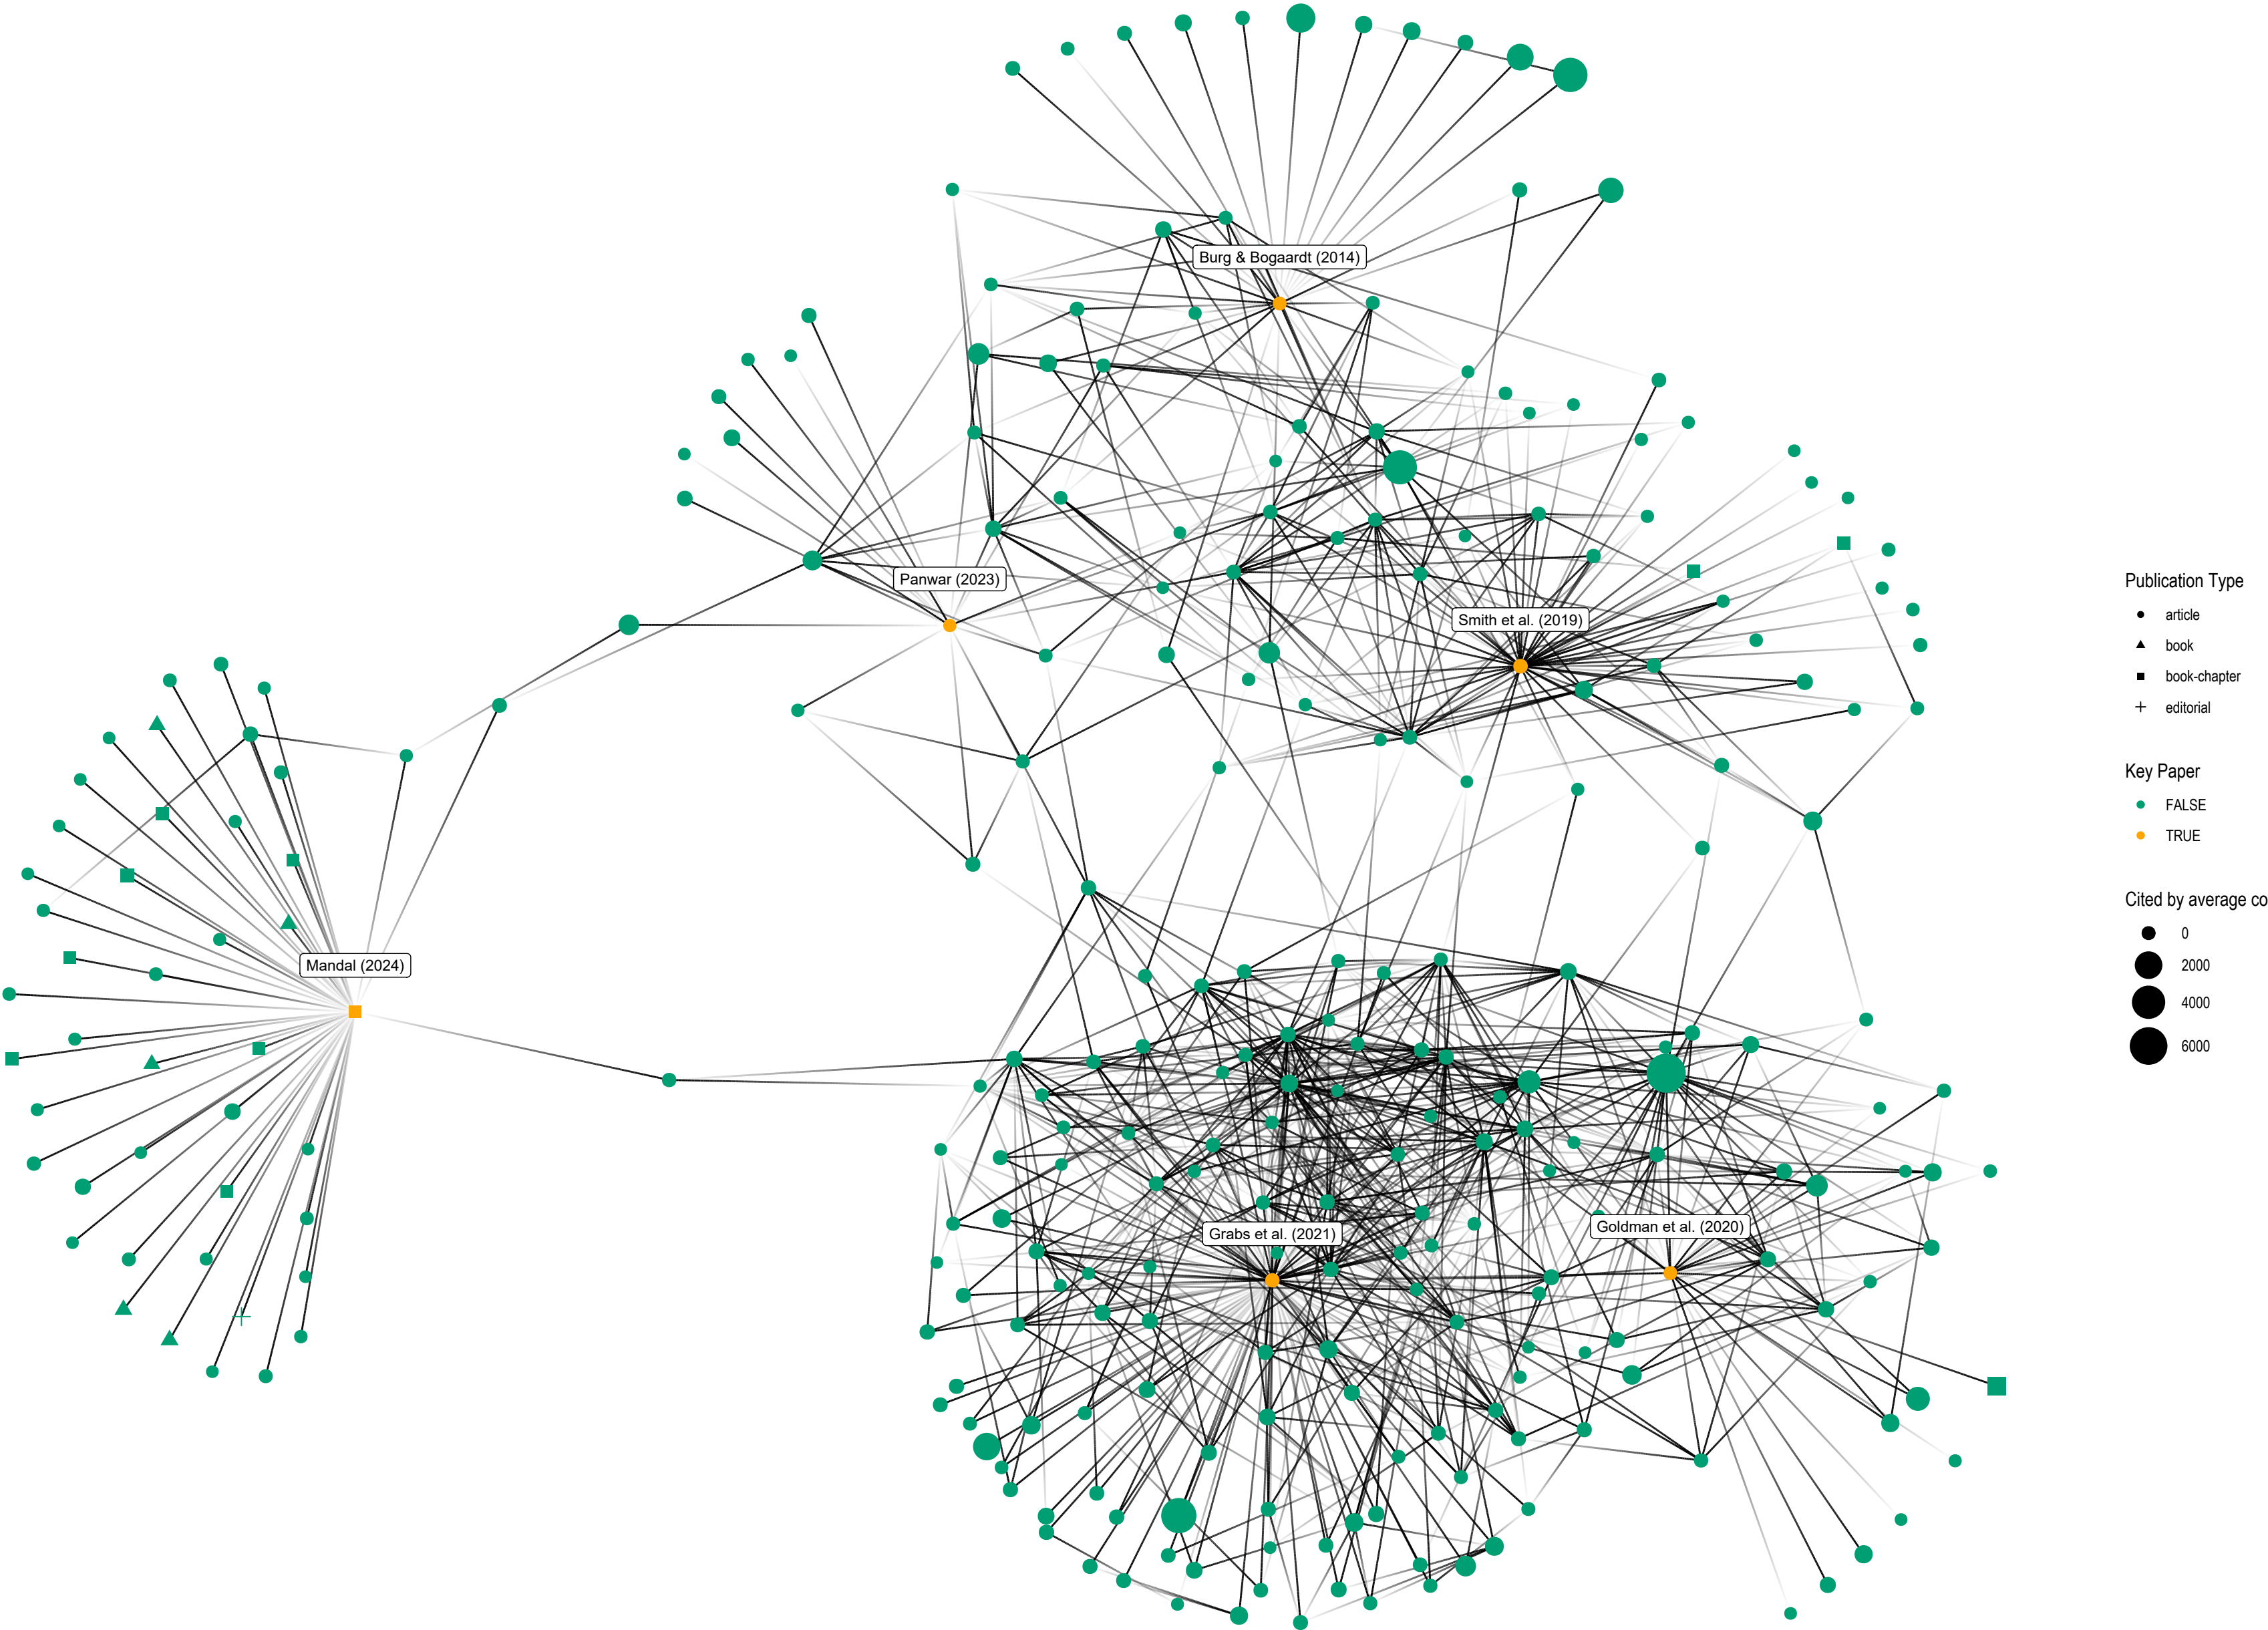 Burg & Bogaardt (2014)
Panwar (2023)
Smith et al. (2019)
Mandal (2024)
Grabs et al. (2021)
Goldman et al. (2020)
Publication Type
article
book
book-chapter
editorial
Key Paper
FALSE
TRUE
Cited by average co
0
2000
4000
6000